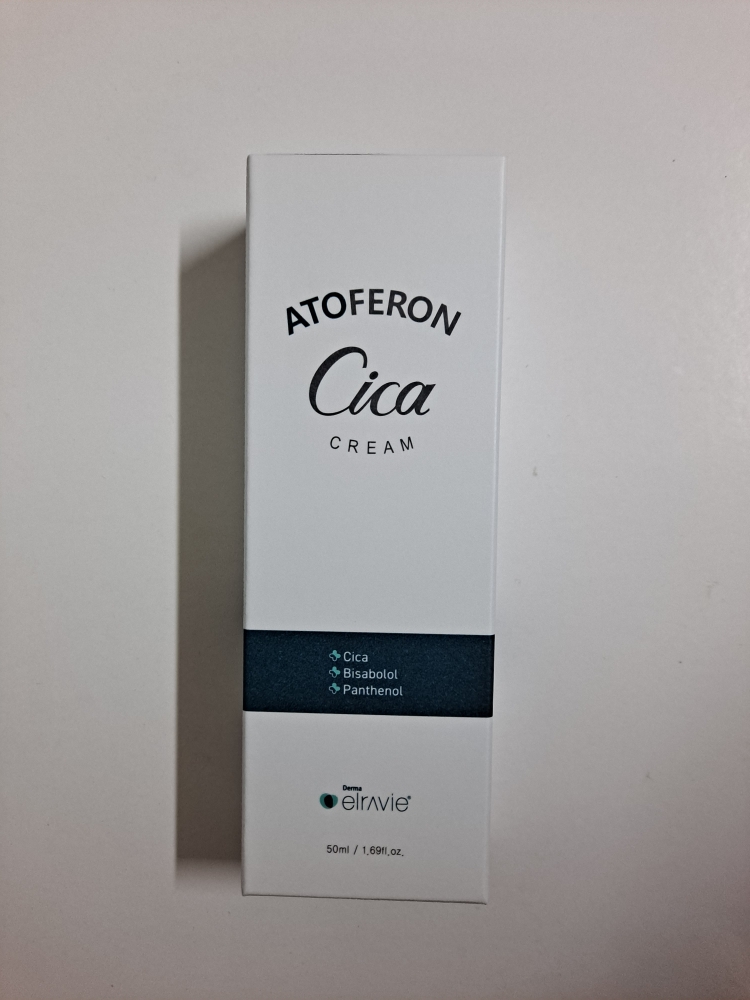 ATOFERON
Cica
CREAM
Cica
Bisabolol
Panthenol
Derma
elravie®
50ml / 1.69fl.oz.